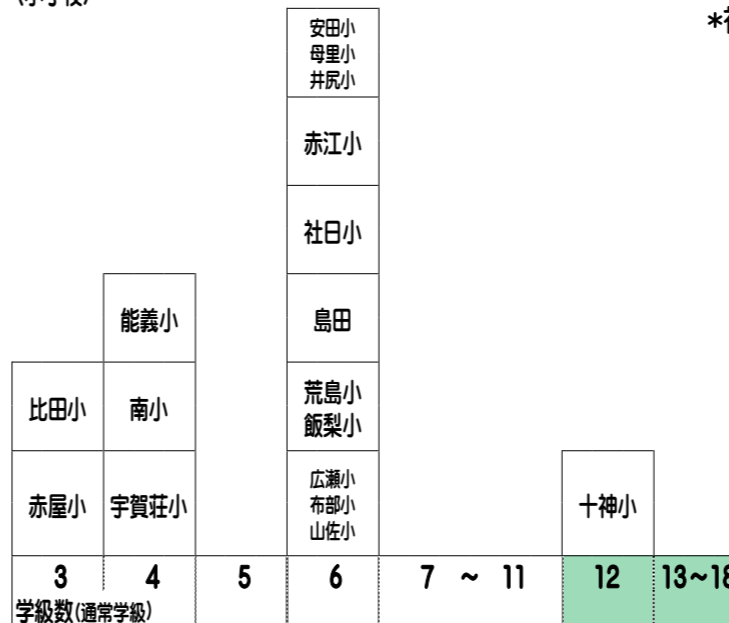 安田小
母里小
井尻小
赤江小
社日小
能義小
島田
比田小
南小
荒島小
飯梨小
赤屋小
宇賀荘小
広瀬小
布部小
山佐小
十神小
3 4 5 6 7 ~ 11 12 13~18
学級数(通常学級)